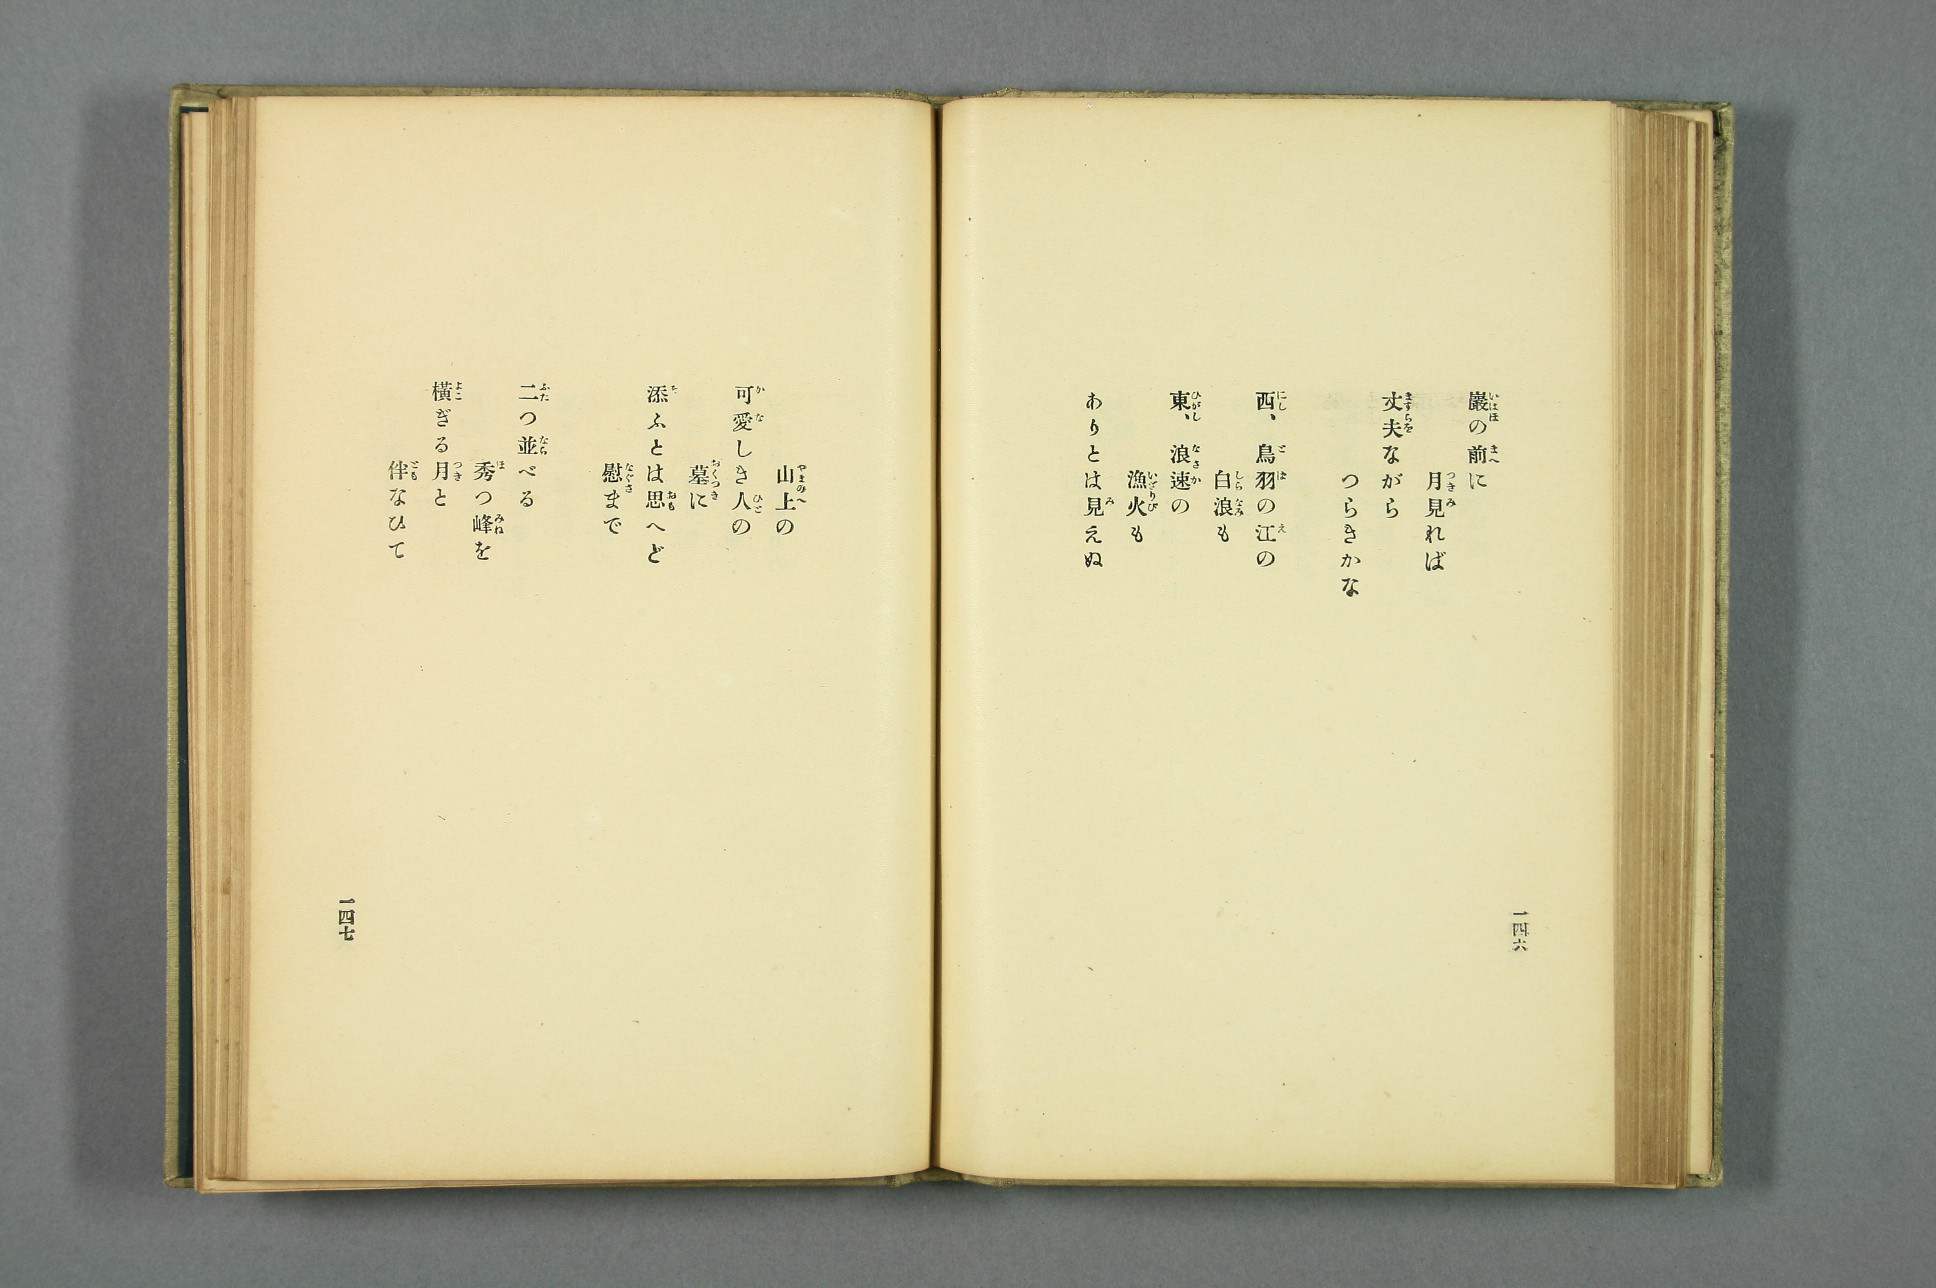 巖の前に
月見れば
丈夫ながら
つらきかな
西、鳥羽の江の
白浪も
東、浪速の
漁火も
ありとは見えぬ
一四六
山上の
可愛しき人の
墓に
添ふとは思へど
慰まで
二つ並べる
秀つ峰を
横ぎる月と
伴なひて
一四七